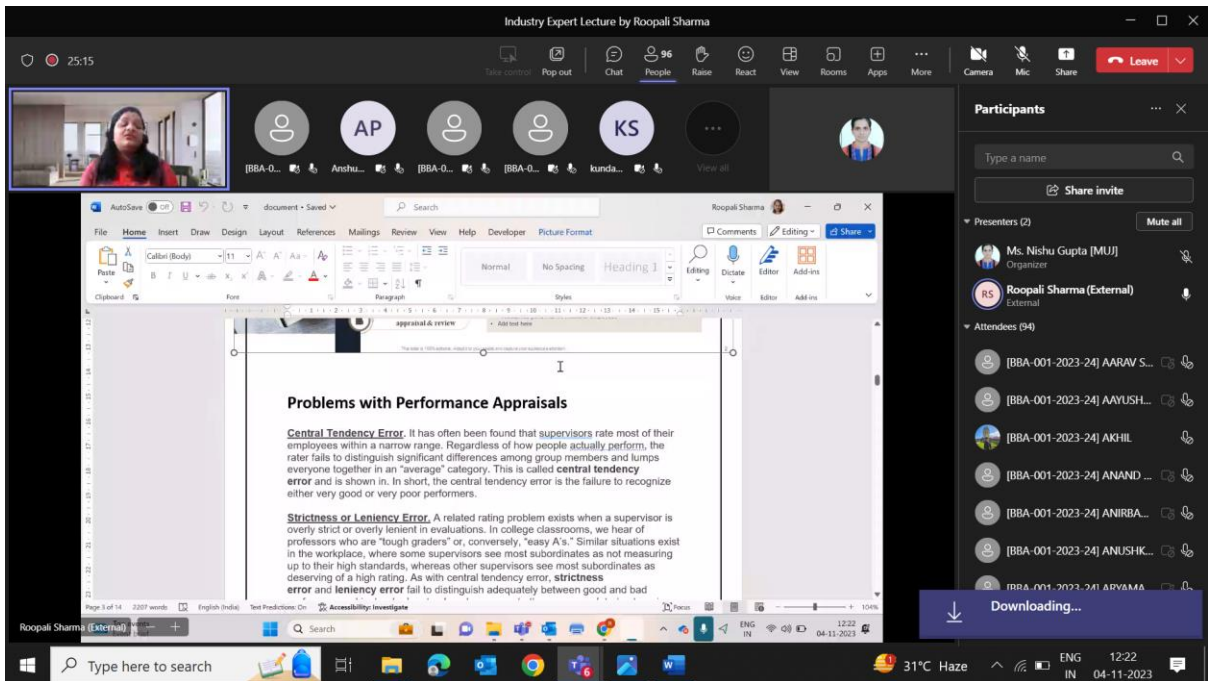 Industry Expert Lecture by Roopali Sharma
25:15
Take control
Pop out
Chat
96
People
Raise
React
View
Rooms
Apps
More
Camera
Mic
Share
Leave
AP
KS
[BBA-0...
Anshu...
[BBA-0...
[BBA-0...
kunda...
View all
Participants
Type a name
Share invite
Presenters (2)
Mute all
Ms. Nishu Gupta [MUJ]
Organizer
RS
Roopali Sharma (External)
External
Attendees (94)
[BBA-001-2023-24] AARAV S...
[BBA-001-2023-24] AAYUSH...
[BBA-001-2023-24] AKHIL
[BBA-001-2023-24] ANAND ...
[BBA-001-2023-24] ANIRBA...
[BBA-001-2023-24] ANUSHK...
[BBA-001-2023-24] ARYAMA...
Downloading...
AutoSave Off
document • Saved
Search
Roopali Sharma
File Home Insert Draw Design Layout References Mailings Review View Help Developer Picture Format
Comments
Editing
Share
Paste
Calibri (Body)
11
Normal
No Spacing
Heading 1
Editing
Dictate
Editor
Add-ins
Clipboard
Font
Paragraph
Styles
Voice
Editor
Add-ins
appraisal & review
• Add text here
Problems with Performance Appraisals
Central Tendency Error. It has often been found that supervisors rate most of their
employees within a narrow range. Regardless of how people actually perform, the
rater fails to distinguish significant differences among group members and lumps
everyone together in an "average" category. This is called central tendency
error and is shown in. In short, the central tendency error is the failure to recognize
either very good or very poor performers.
Strictness or Leniency Error. A related rating problem exists when a supervisor is
overly strict or overly lenient in evaluations. In college classrooms, we hear of
professors who are "tough graders" or, conversely, "easy A's." Similar situations exist
in the workplace, where some supervisors see most subordinates as not measuring
up to their high standards, whereas other supervisors see most subordinates as
deserving of a high rating. As with central tendency error, strictness
error and leniency error fail to distinguish adequately between good and bad
Page 3 of 14
2207 words
English (India)
Text Predictions: On
Accessibility: Investigate
Focus
104%
Roopali Sharma (External)
Search
ENG
IN
12:22
04-11-2023
Type here to search
31°C Haze
ENG
IN
12:22
04-11-2023